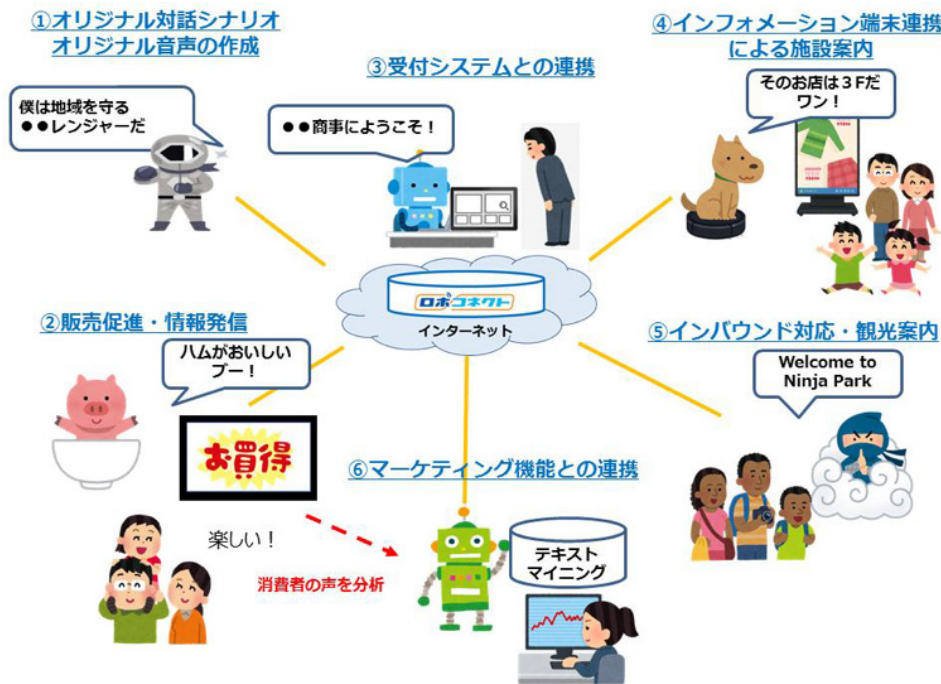 ①オリジナル対話シナリオ
オリジナル音声の作成
僕は地域を守る
●●レンジャーだ
③受付システムとの連携
●●商事にようこそ！
④インフォメーション端末連携
による施設案内
そのお店は３Fだ
ワン！
ロボコネクト
インターネット
②販売促進・情報発信
ハムがおいしい
ブー！
お買得
楽しい！
消費者の声を分析
⑤インバウンド対応・観光案内
Welcome to
Ninja Park
⑥マーケティング機能との連携
テキスト
マイニング